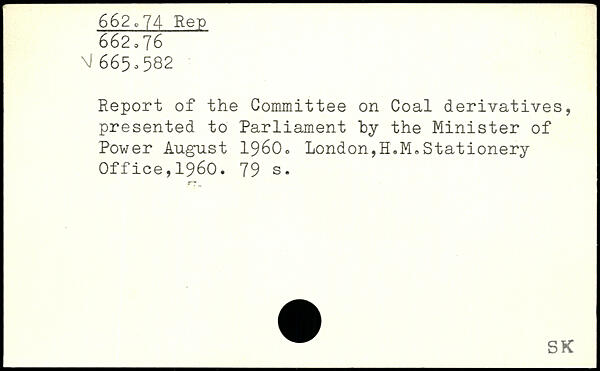 662.74 Rep
662.76
√ 665.582
Report of the Committee on Coal derivatives,
presented to Parliament by the Minister of
Power August 1960. London,H.M.Stationery
Office,1960. 79 s.
SK